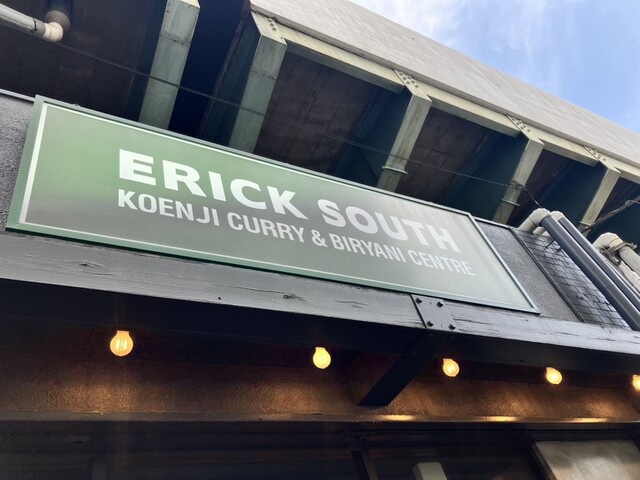 ERICK SOUTH
KOENJI CURRY & BIRYANI CENTRE